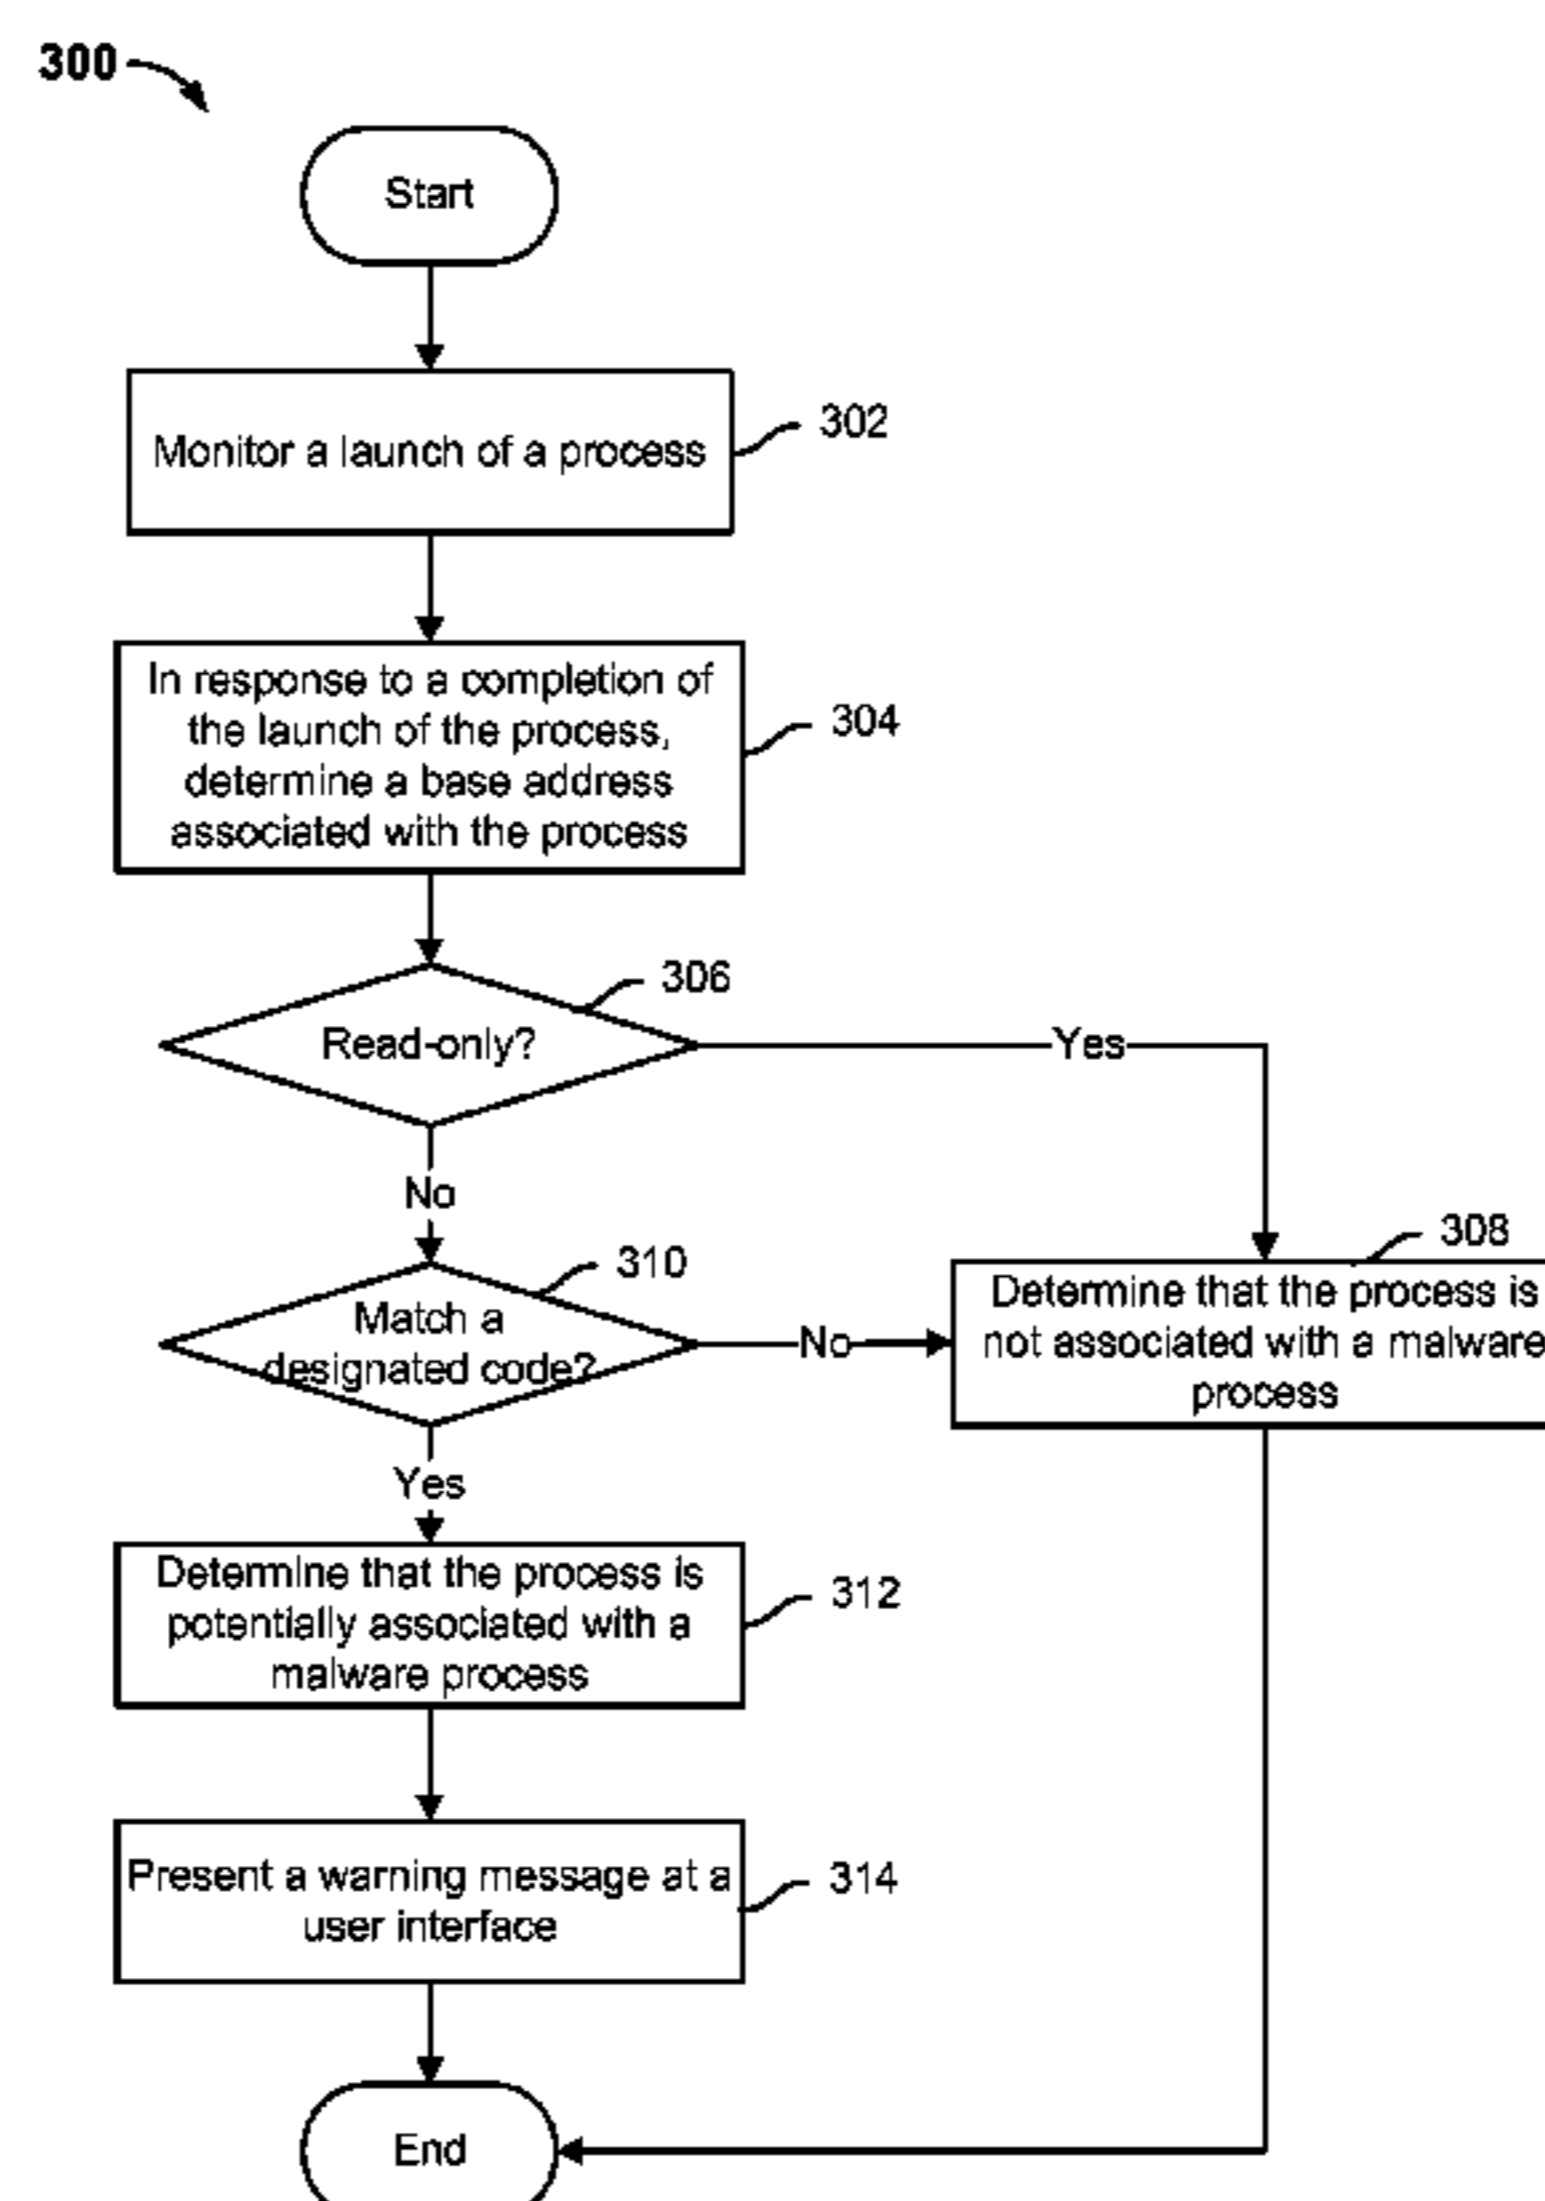 300
Start
Monitor a launch of a process
302
In response to a completion of
the launch of the process,
determine a base address
associated with the process
304
306
Read-only?
Yes
No
310
Match a
designated code?
No
308
Determine that the process is
not associated with a malware
process
Yes
Determine that the process is
potentially associated with a
malware process
312
Present a warning message at a
user interface
314
End